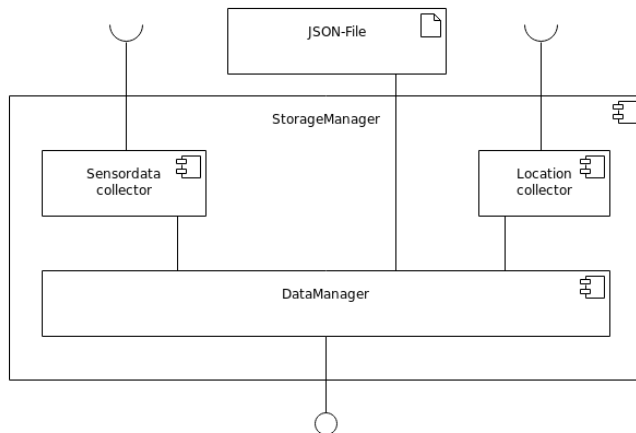 JSON-File
StorageManager
Sensordata
collector
Location
collector
DataManager